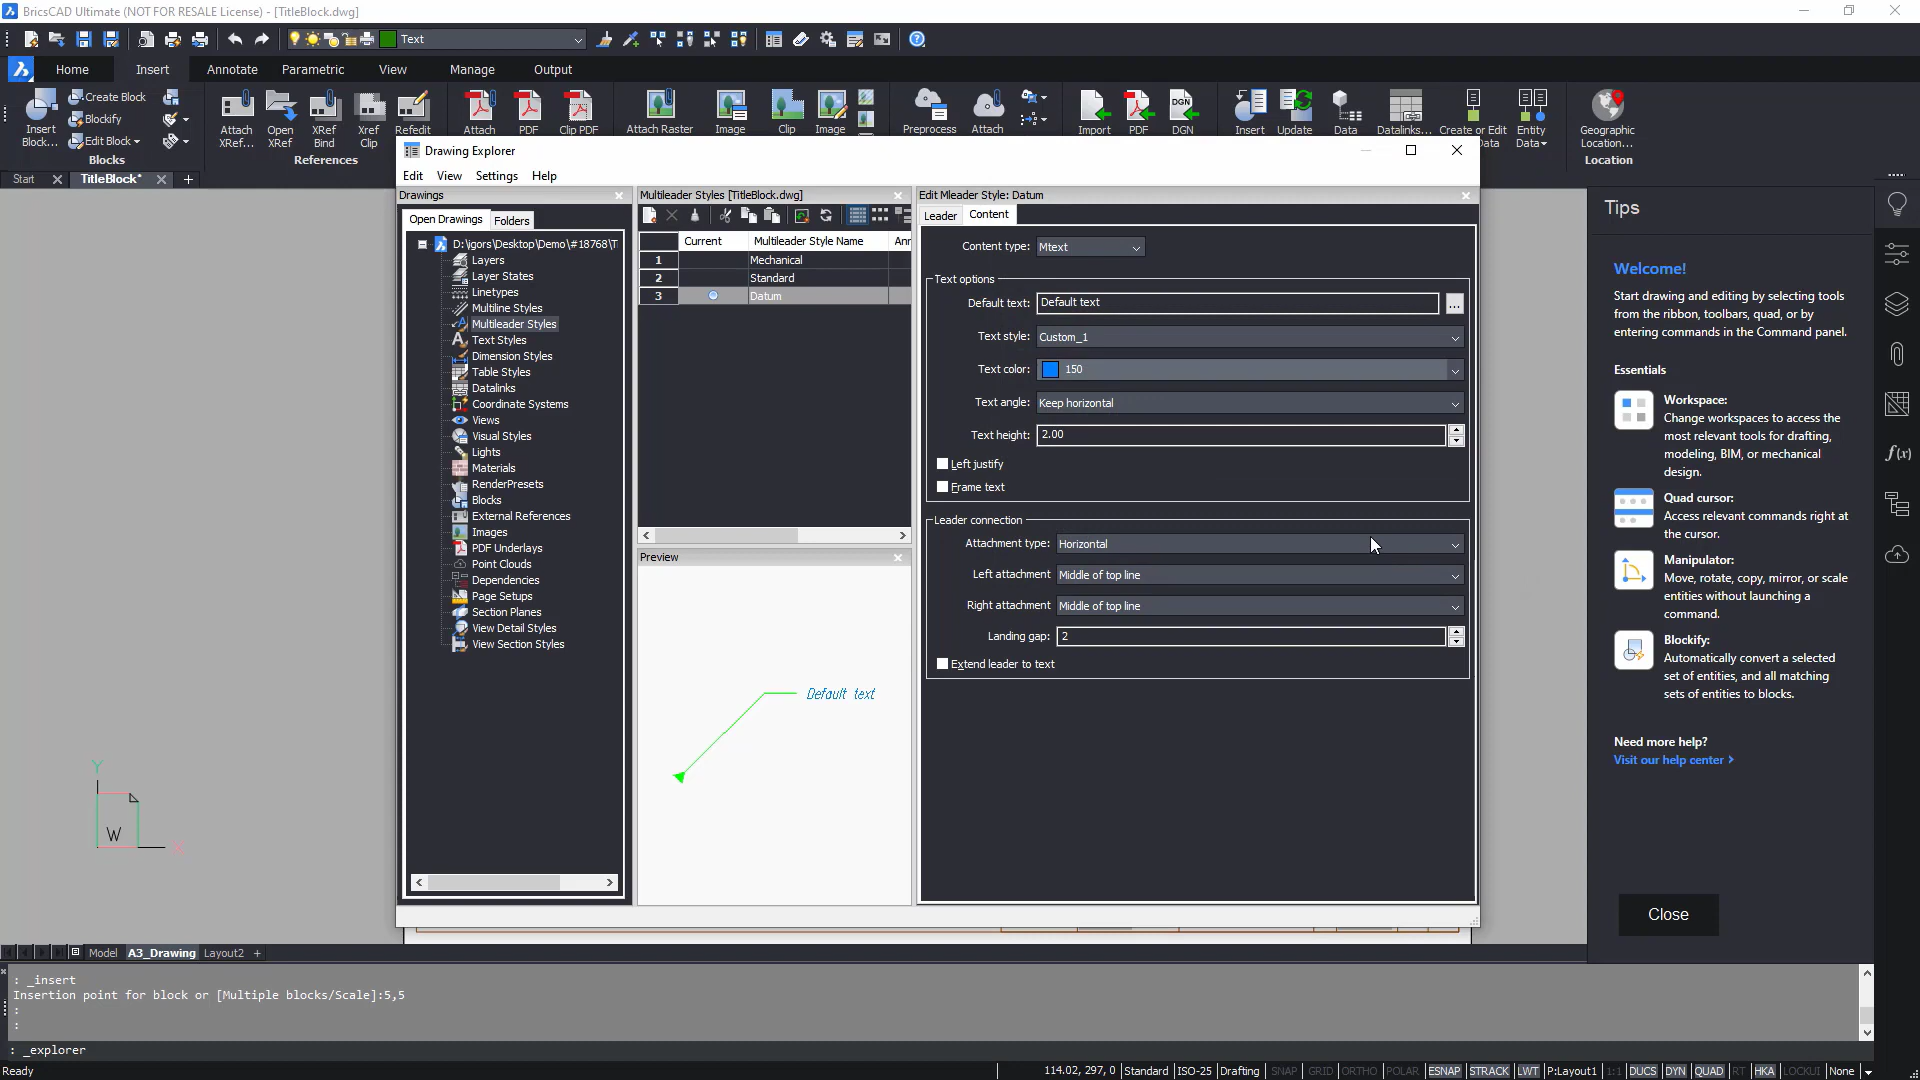 BricsCAD Ultimate (NOT FOR RESALE License) - [TitleBlock.dwg]
Text
Home Insert Annotate Parametric View Manage Output
Insert Block...
Create Block
Blockify
Edit Block
Blocks
Attach XRef...
Open XRef
XRef Bind
Xref Clip
Refedit
References
Attach
PDF
Clip PDF
Attach Raster
Image
Clip
Image
Preprocess
Attach
Import
PDF
DGN
DGN
Insert
Update
Data
Datalinks...
Create or Edit
Data
Entity Data
Geographic Location...
Location
Start
TitleBlock*
Drawing Explorer
Edit View Settings Help
Drawings
Open Drawings Folders
D:\igors\Desktop\Demo\#18768\T
Layers
Layer States
Linetypes
Multiline Styles
Multileader Styles
Text Styles
Dimension Styles
Table Styles
Datalinks
Coordinate Systems
Views
Visual Styles
Lights
Materials
RenderPresets
Blocks
External References
Images
PDF Underlays
Point Clouds
Dependencies
Page Setups
Section Planes
View Detail Styles
View Section Styles
Multileader Styles [TitleBlock.dwg]
Current Multileader Style Name Ann
1 Mechanical
2 Standard
3 Datum
Preview
Default text
Edit Mleader Style: Datum
Leader Content
Content type: Mtext
Text options
Default text: Default text ...
Text style: Custom_1
Text color: 150
Text angle: Keep horizontal
Text height: 2.00
Left justify
Frame text
Leader connection
Attachment type: Horizontal
Left attachment Middle of top line
Right attachment Middle of top line
Landing gap: 2
Extend leader to text
Tips
Welcome!
Start drawing and editing by selecting tools
from the ribbon, toolbars, quad, or by
entering commands in the Command panel.
Essentials
Workspace:
Change workspaces to access the
most relevant tools for drafting,
modeling, BIM, or mechanical
design.
Quad cursor:
Access relevant commands right at
the cursor.
Manipulator:
Move, rotate, copy, mirror, or scale
entities without launching a
command.
Blockify:
Automatically convert a selected
set of entities, and all matching
sets of entities to blocks.
Need more help?
Visit our help center >
Close
f(x)
Y
W
X
Model A3_Drawing Layout2 +
: _insert
Insertion point for block or [Multiple blocks/Scale]:5,5
:
:
: _explorer
Ready
114.02, 297, 0 Standard ISO-25 Drafting SNAP GRID ORTHO POLAR ESNAP STRACK LWT P:Layout1 1:1 DUCS DYN QUAD RT HKA LOCKUI None